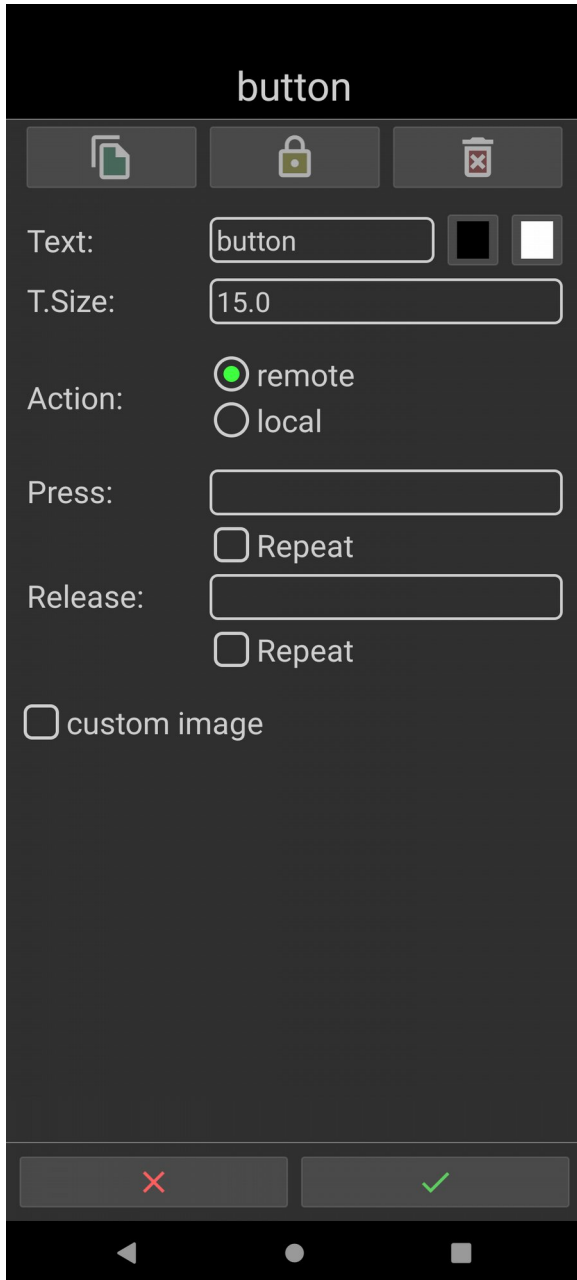 button
Text: button
T.Size: 15.0
Action: remote
local
Press:
Repeat
Release:
Repeat
custom image